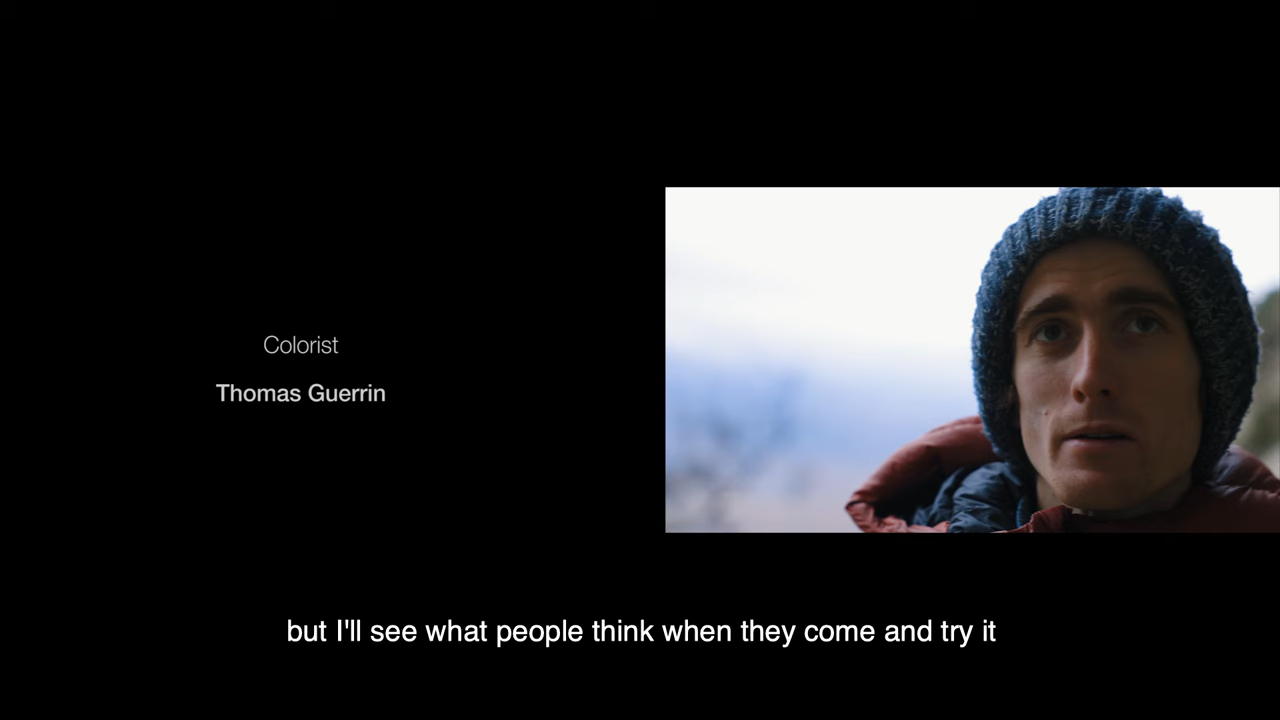 Colorist
Thomas Guerrin
but I'll see what people think when they come and try it